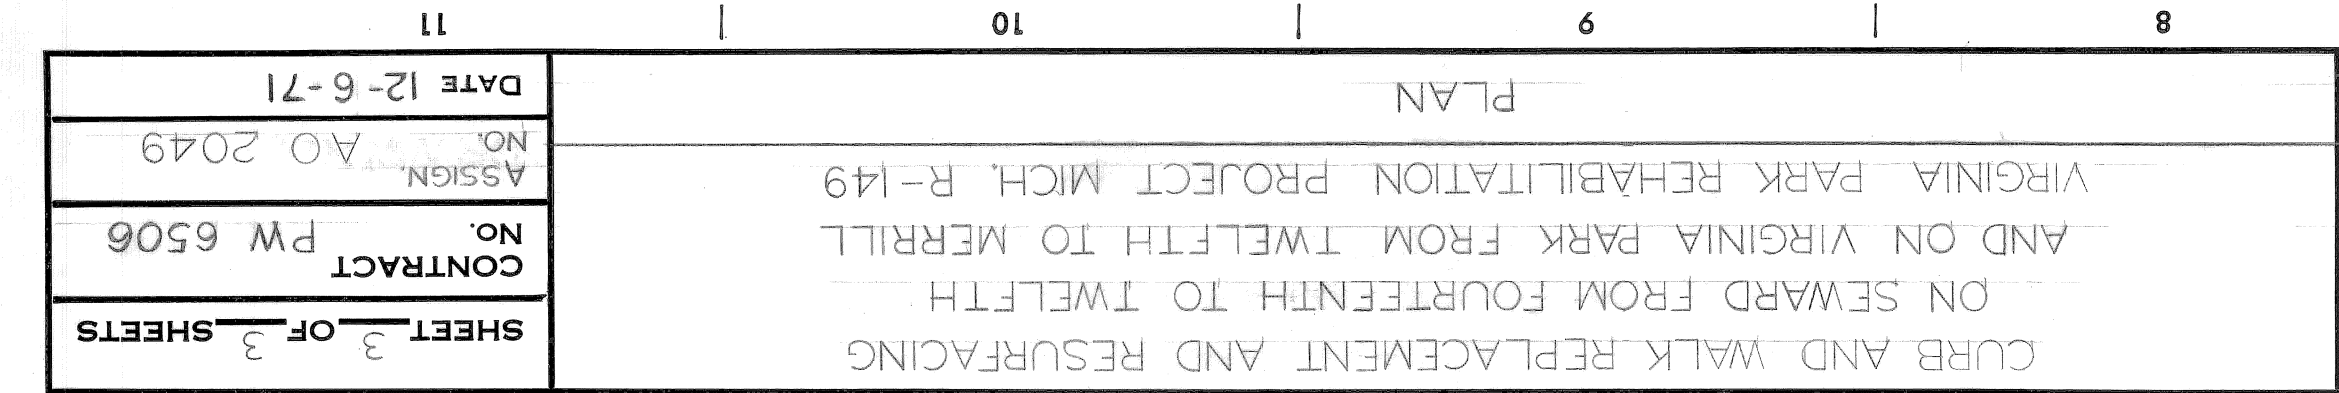 CURB AND WALK REPLACEMENT AND RESURFACING
ON SEWARD FROM FOURTEENTH TO TWELFTH
AND ON VIRGINIA PARK FROM TWELFTH TO MERRILL
VIRGINIA PARK REHABILITATION PROJECT MICH. R-149
PLAN
SHEET 3 OF 3 SHEETS
CONTRACT
NO. PW 6506
ASSIGN.
NO. AO 2049
DATE 12-6-71
8 9 10 11